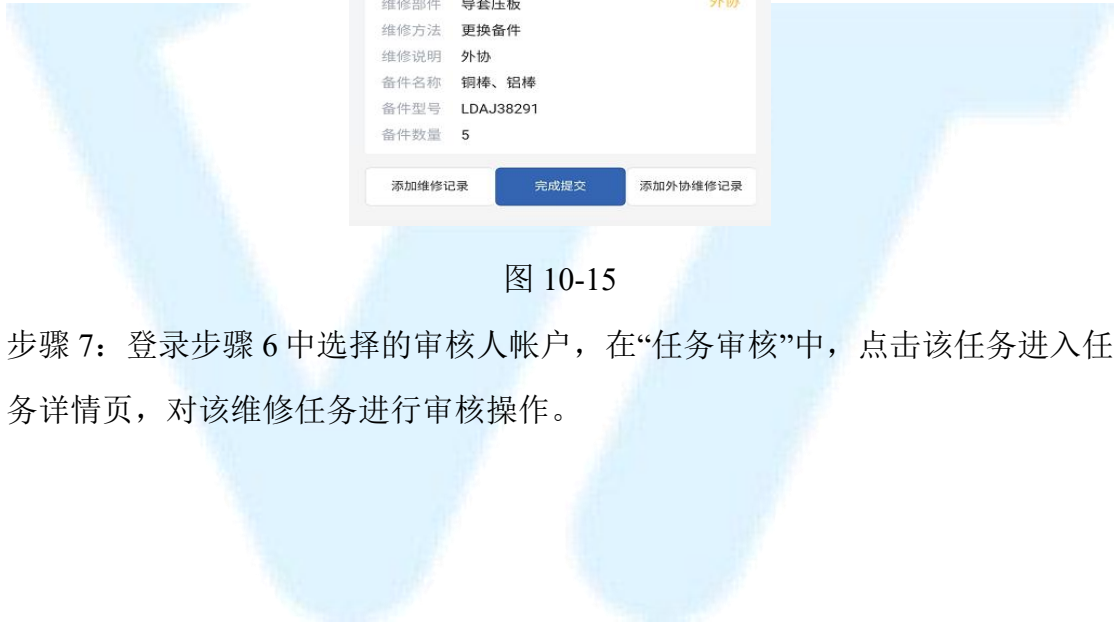 维修部件 导套压板 外协
维修方法 更换备件
维修说明 外协
备件名称 铜棒、铝棒
备件型号 LDAJ38291
备件数量 5
添加维修记录 完成提交 添加外协维修记录
图 10-15
步骤 7：登录步骤 6 中选择的审核人帐户，在“任务审核”中，点击该任务进入任
务详情页，对该维修任务进行审核操作。